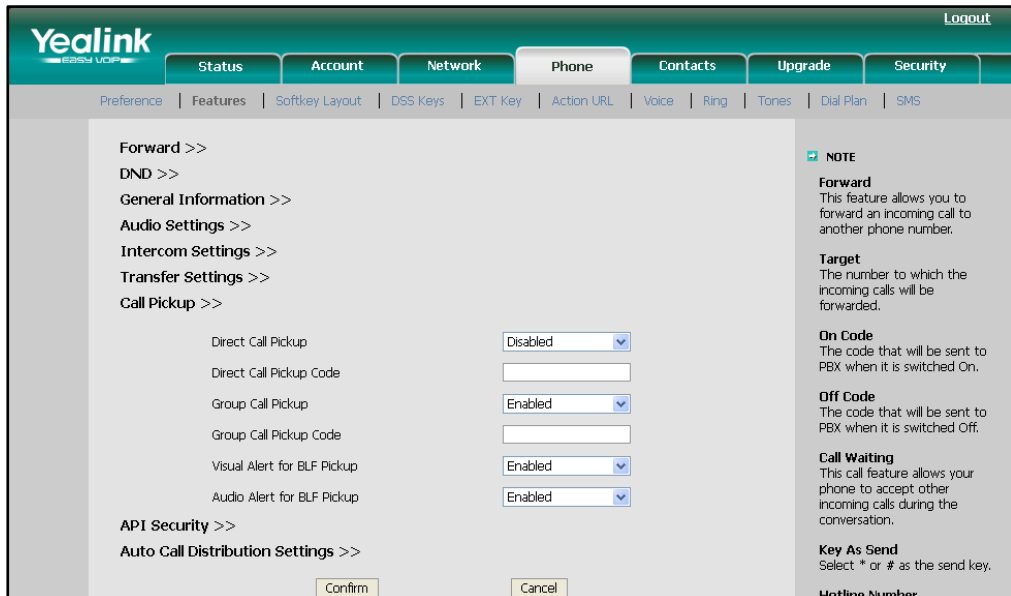 Logout
Yealink
EASY VOIP
Status Account Network Phone Contacts Upgrade Security
Preference | Features | Softkey Layout | DSS Keys | EXT Key | Action URL | Voice | Ring | Tones | Dial Plan | SMS
Forward >>
DND >>
General Information >>
Audio Settings >>
Intercom Settings >>
Transfer Settings >>
Call Pickup >>
Direct Call Pickup Disabled
Direct Call Pickup Code
Group Call Pickup Enabled
Group Call Pickup Code
Visual Alert for BLF Pickup Enabled
Audio Alert for BLF Pickup Enabled
API Security >>
Auto Call Distribution Settings >>
Confirm Cancel
NOTE
Forward
This feature allows you to
forward an incoming call to
another phone number.
Target
The number to which the
incoming calls will be
forwarded.
On Code
The code that will be sent to
PBX when it is switched On.
Off Code
The code that will be sent to
PBX when it is switched Off.
Call Waiting
This call feature allows your
phone to accept other
incoming calls during the
conversation.
Key As Send
Select * or # as the send key.
Hotline Number